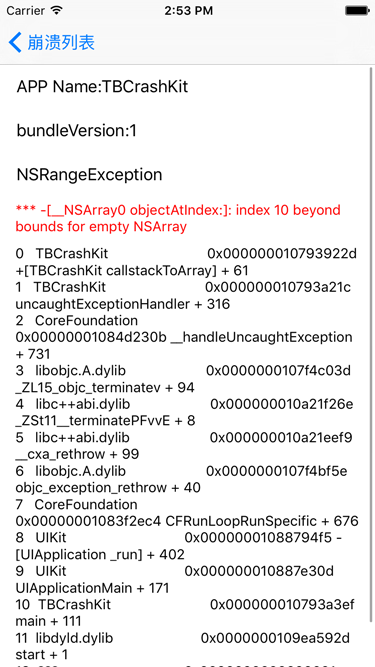 Carrier 2:53 PM
崩溃列表
APP Name:TBCrashKit
bundleVersion:1
NSRangeException
*** -[__NSArray0 objectAtIndex:]: index 10 beyond
bounds for empty NSArray
0 TBCrashKit 0x000000010793922d
+[TBCrashKit callstackToArray] + 61
1 TBCrashKit 0x000000010793a21c
uncaughtExceptionHandler + 316
2 CoreFoundation
0x00000001084d230b __handleUncaughtException
+ 731
3 libobjc.A.dylib 0x0000000107f4c03d
_ZL15_objc_terminatev + 94
4 libc++abi.dylib 0x000000010a21f26e
_ZSt11__terminatePFvvE + 8
5 libc++abi.dylib 0x000000010a21eef9
__cxa_rethrow + 99
6 libobjc.A.dylib 0x0000000107f4bf5e
objc_exception_rethrow + 40
7 CoreFoundation
0x00000001083f2ec4 CFRunLoopRunSpecific + 676
8 UIKit 0x00000001088794f5 -
[UIApplication _run] + 402
9 UIKit 0x000000010887e30d
UIApplicationMain + 171
10 TBCrashKit 0x000000010793a3ef
main + 111
11 libdyld.dylib 0x0000000109ea592d
start + 1